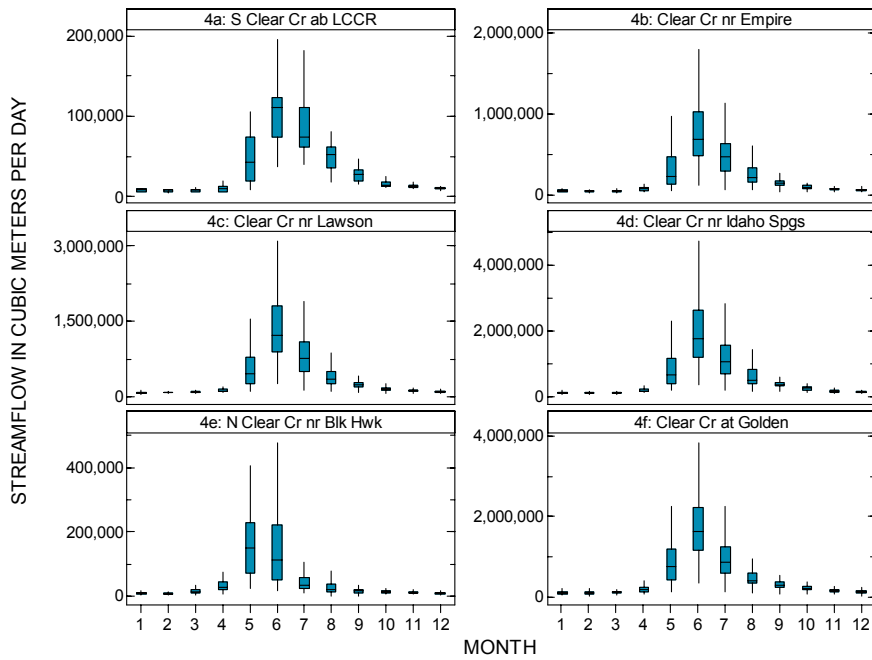 STREAMFLOW IN CUBIC METERS PER DAY
4a: S Clear Cr ab LCCR
200,000
100,000
0
4b: Clear Cr nr Empire
2,000,000
1,000,000
0
4c: Clear Cr nr Lawson
3,000,000
1,500,000
0
4d: Clear Cr nr Idaho Spgs
4,000,000
2,000,000
0
4e: N Clear Cr nr Blk Hwk
400,000
200,000
0
1 2 3 4 5 6 7 8 9 10 11 12
4f: Clear Cr at Golden
4,000,000
2,000,000
0
1 2 3 4 5 6 7 8 9 10 11 12
MONTH